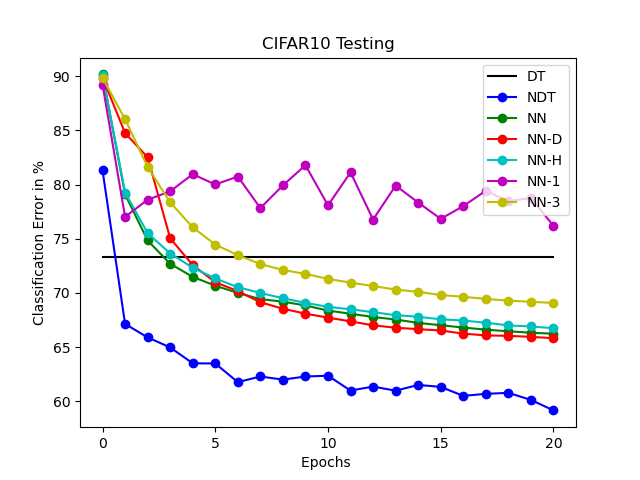 CIFAR10 Testing
Classification Error in %
90
85
80
75
70
65
60
0
5
10
15
20
Epochs
DT
NDT
NN
NN-D
NN-H
NN-1
NN-3